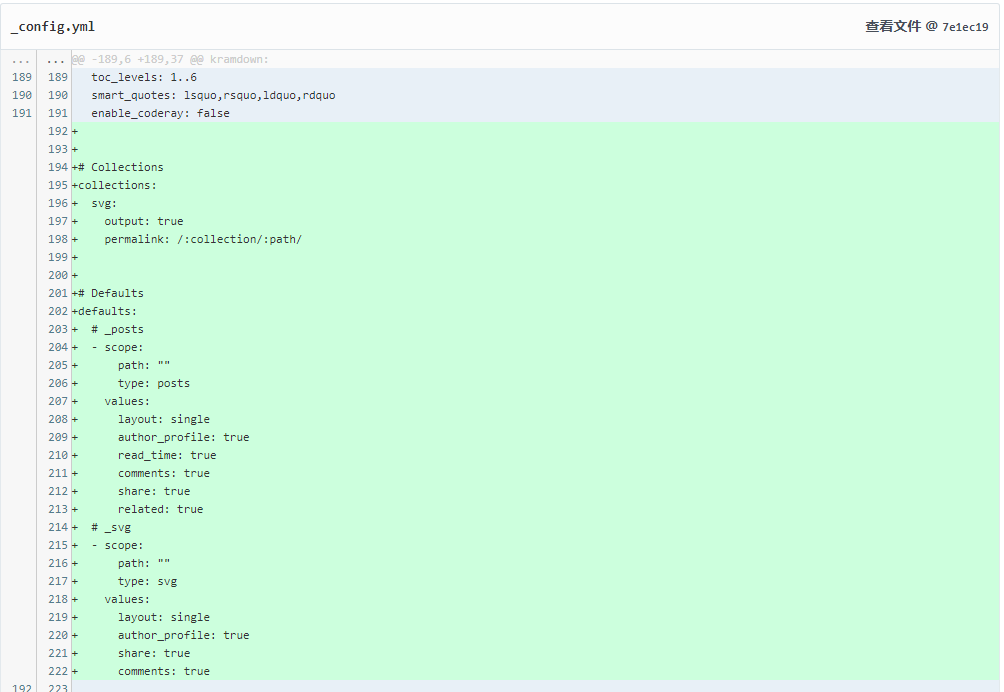 _config.yml 查看文件 @ 7e1ec19
... ... @@ -189,6 +189,37 @@ kramdown:
189 189 toc_levels: 1..6
190 190 smart_quotes: lsquo,rsquo,ldquo,rdquo
191 191 enable_coderay: false
192 +
193 +
194 +# Collections
195 +collections:
196 +  svg:
197 +    output: true
198 +    permalink: /:collection/:path/
199 +
200 +
201 +# Defaults
202 +defaults:
203 +  # _posts
204 +  - scope:
205 +      path: ""
206 +      type: posts
207 +    values:
208 +      layout: single
209 +      author_profile: true
210 +      read_time: true
211 +      comments: true
212 +      share: true
213 +      related: true
214 +  # _svg
215 +  - scope:
216 +      path: ""
217 +      type: svg
218 +    values:
219 +      layout: single
220 +      author_profile: true
221 +      share: true
222 +      comments: true
192 223